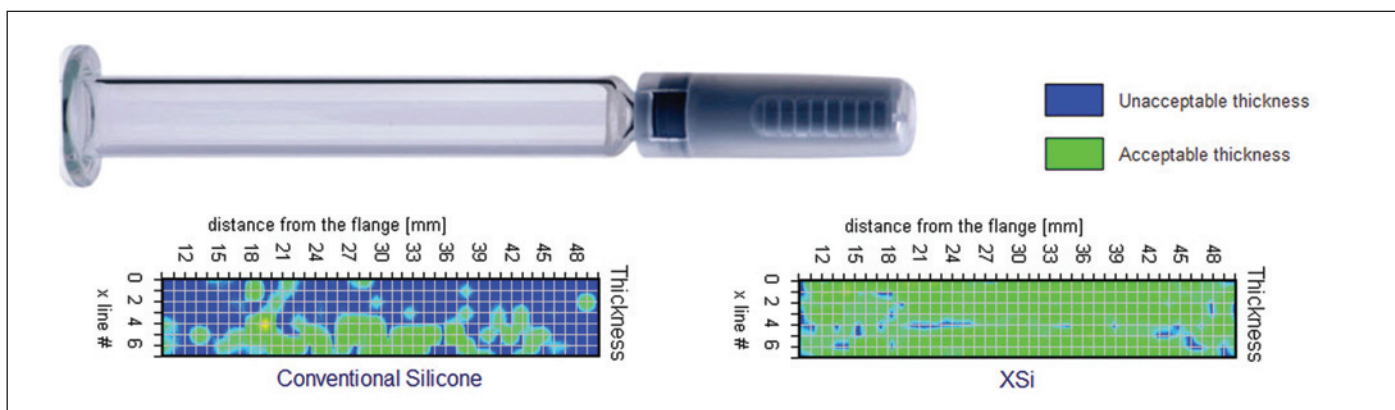 Unacceptable thickness
Acceptable thickness
distance from the flange [mm]
12 15 18 21 24 27 30 33 36 39 42 45 48
Thickness
x line #
0 2 4 6
Conventional Silicone
distance from the flange [mm]
12 15 18 21 24 27 30 33 36 39 42 45 48
Thickness
x line #
0 2 4 6
XSi